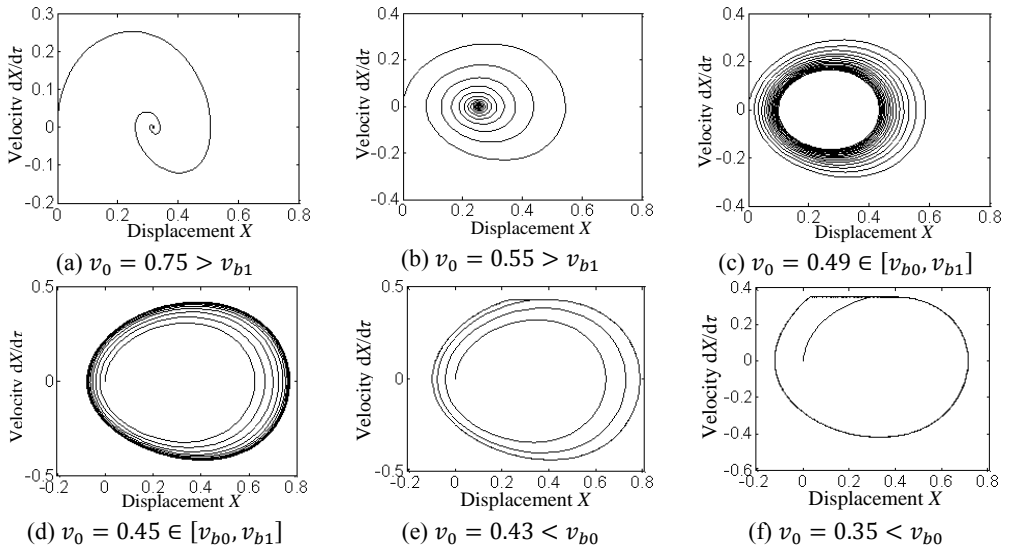 0.3
0.2
0.1
0
-0.1
-0.2
0 0.2 0.4 0.6 0.8
Velocity dX/dτ
Displacement X
(a) v₀ = 0.75 > v_b1
0.4
0.2
0
-0.2
-0.4
0 0.2 0.4 0.6 0.8
Velocity dX/dτ
Displacement X
(b) v₀ = 0.55 > v_b1
0.4
0.2
0
-0.2
-0.4
0 0.2 0.4 0.6 0.8
Velocity dX/dτ
Displacement X
(c) v₀ = 0.49 ∈ [v_b0, v_b1]
0.5
0
-0.5
-0.2 0 0.2 0.4 0.6 0.8
Velocity dX/dτ
Displacement X
(d) v₀ = 0.45 ∈ [v_b0, v_b1]
0.5
0
-0.5
-0.2 0 0.2 0.4 0.6 0.8
Velocity dX/dτ
Displacement X
(e) v₀ = 0.43 < v_b0
0.4
0.2
0
-0.2
-0.4
-0.6
-0.2 0 0.2 0.4 0.6 0.8
Velocity dX/dτ
Displacement X
(f) v₀ = 0.35 < v_b0